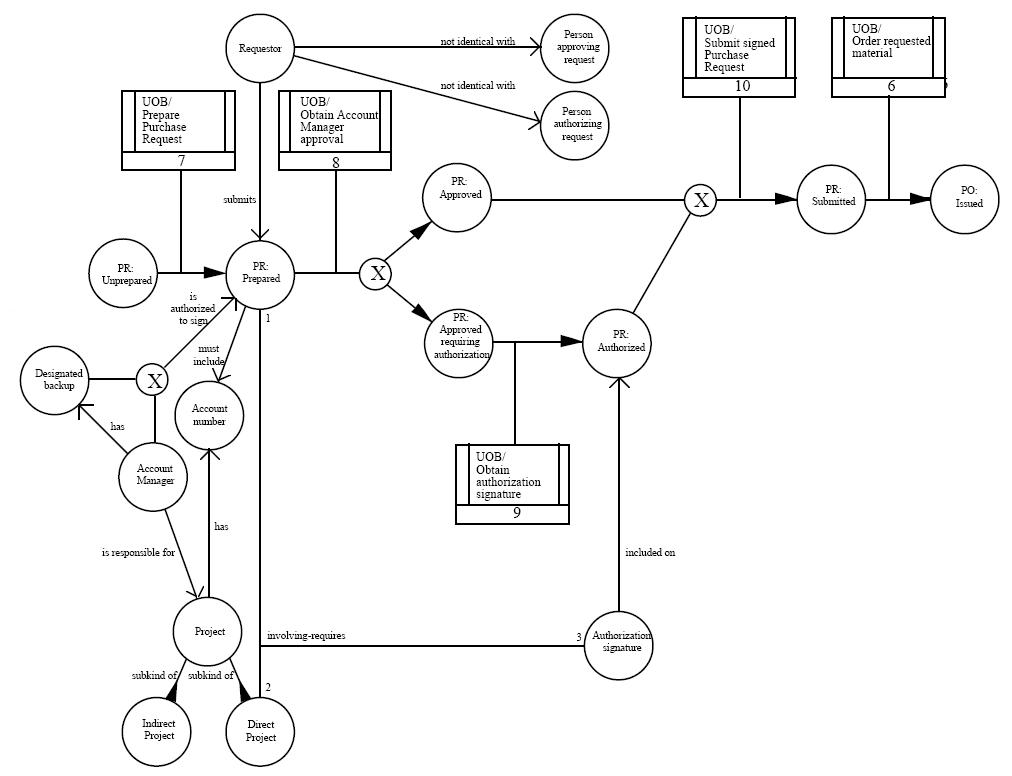 Requestor
not identical with
Person
approving
request
not identical with
Person
authorizing
request
UOB/
Submit signed
Purchase
Request
10
UOB/
Order requested
material
6
UOB/
Prepare
Purchase
Request
7
UOB/
Obtain Account
Manager
approval
8
submits
PR:
Approved
X
PR:
Submitted
PO:
Issued
PR:
Unprepared
PR:
Prepared
X
is
authorized
to sign
1
must
include
PR:
Approved
requiring
authorization
PR:
Authorized
Designated
backup
X
Account
number
has
Account
Manager
UOB/
Obtain
authorization
signature
9
has
is responsible for
included on
Project
involving-requires
3
Authorization
signature
subkind of
subkind of
2
Indirect
Project
Direct
Project